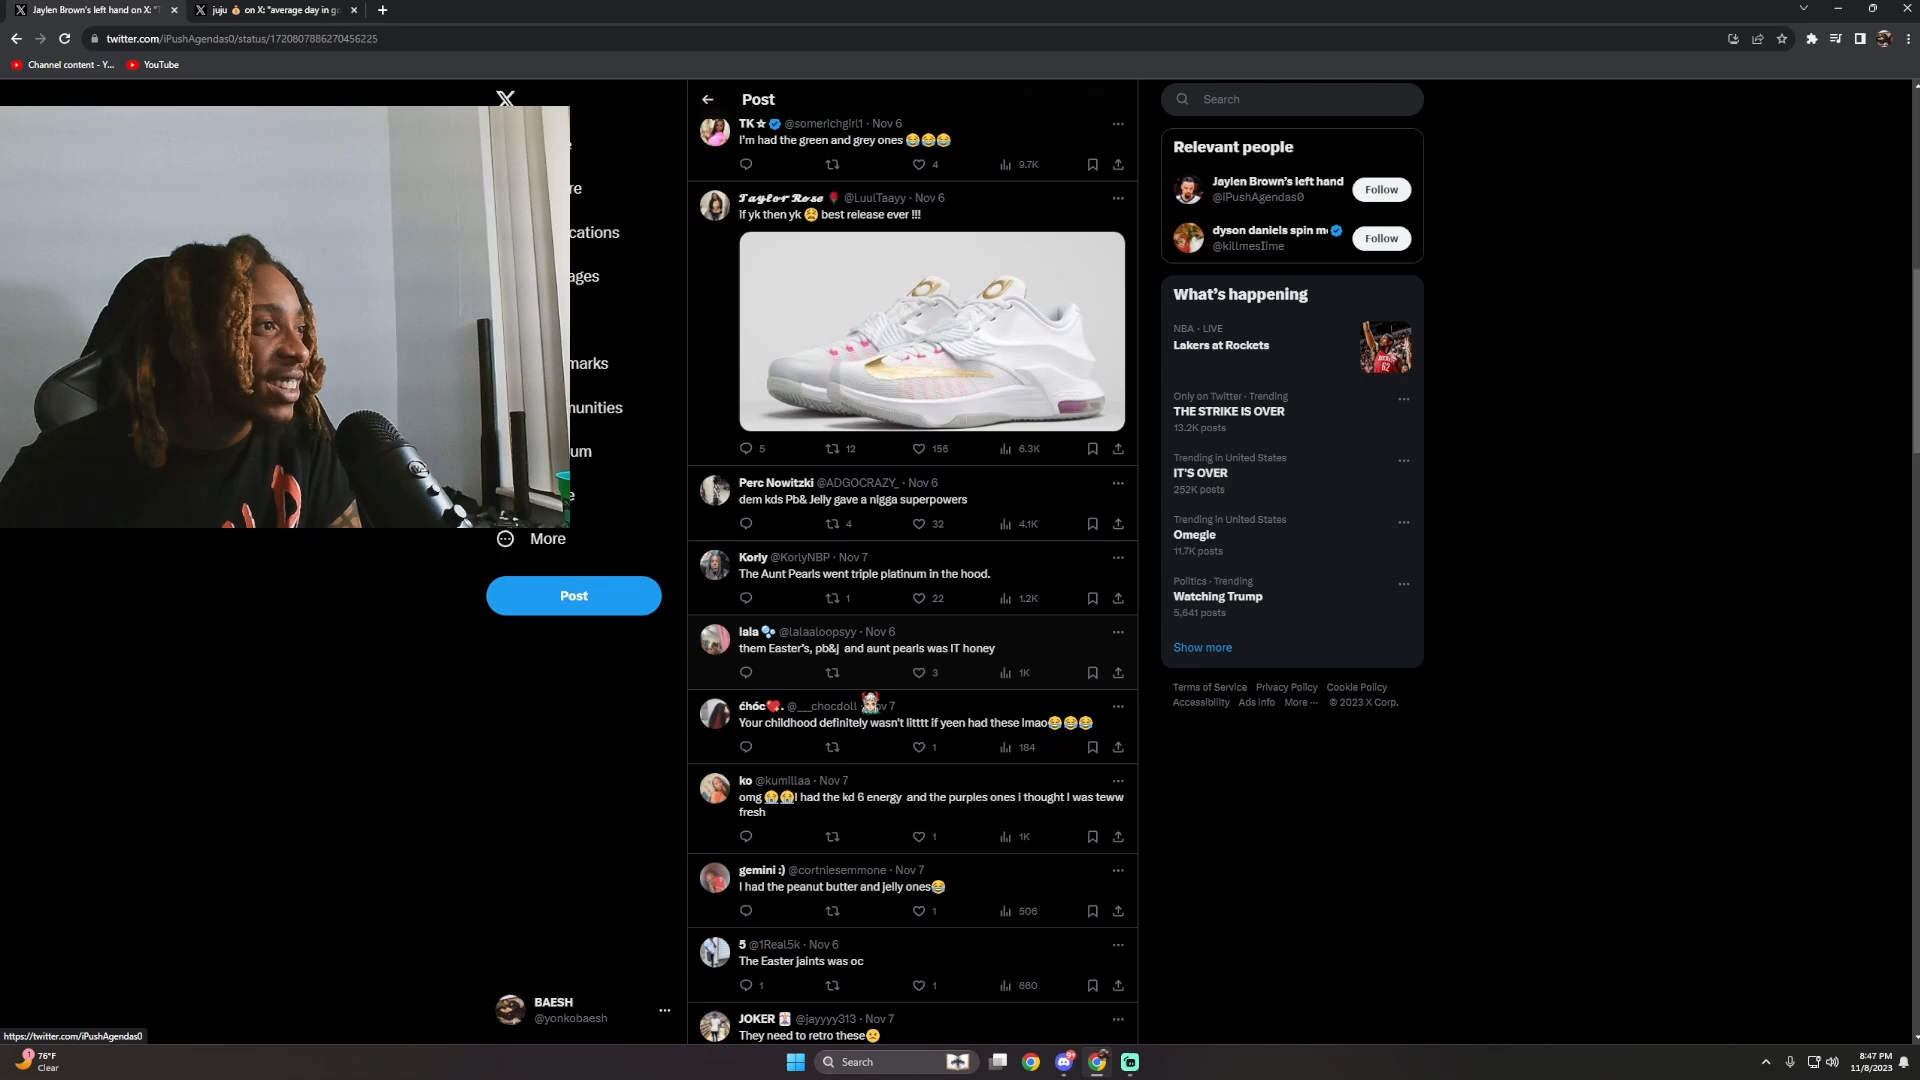 Jaylen Brown's left hand on X: "T
juju 💰 on X: "average day in go
twitter.com/iPushAgendas0/status/1720807886270456225
Channel content - Y...
YouTube
re
cations
ages
marks
nunities
um
e
More
Post
BAESH
@yonkobaesh
https://twitter.com/iPushAgendas0
Post
TK☆ @somerichgirl1 · Nov 6
I'm had the green and grey ones 😂😂😂
4
9.7K
𝓣𝓪𝔂𝓵𝓸𝓻 𝓡𝓸𝓼𝓮 🌹 @LuulTaayy · Nov 6
if yk then yk 😩 best release ever !!!
5
12
156
6.3K
Perc Nowitzki @ADGOCRAZY_ · Nov 6
dem kds Pb& Jelly gave a nigga superpowers
4
32
4.1K
Korly @KorlyNBP · Nov 7
The Aunt Pearls went triple platinum in the hood.
1
22
1.2K
lala🫧 @lalaaloopsyy · Nov 6
them Easter's, pb&j and aunt pearls was IT honey
3
1K
ćhóc💘. @___chocdoll
ov 7
Your childhood definitely wasn't litttt if yeen had these lmao😂😂😂
1
184
ko @kumillaa · Nov 7
omg 😭😭I had the kd 6 energy and the purples ones i thought I was teww
fresh
1
1K
gemini :) @cortniesemmone · Nov 7
I had the peanut butter and jelly ones😂
1
506
5 @1Real5k · Nov 6
The Easter jaints was oc
1
1
660
JOKER 🃏 @jayyyy313 · Nov 7
They need to retro these🙁
Search
Relevant people
Jaylen Brown's left hand
@iPushAgendas0
Follow
dyson daniels spin m
@killmesIime
Follow
What's happening
NBA · LIVE
Lakers at Rockets
Only on Twitter · Trending
THE STRIKE IS OVER
13.2K posts
Trending in United States
IT'S OVER
252K posts
Trending in United States
Omegle
11.7K posts
Politics · Trending
Watching Trump
5,641 posts
Show more
Terms of Service Privacy Policy Cookie Policy
Accessibility Ads info More ··· © 2023 X Corp.
76°F
Clear
Search
8:47 PM
11/8/2023